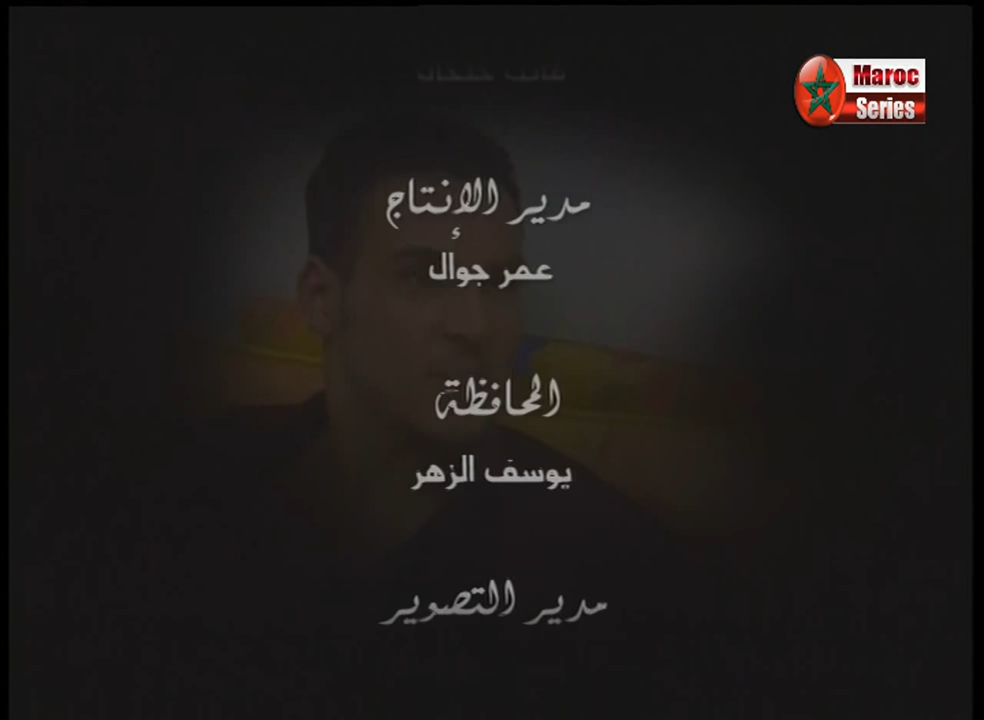 Maroc
Series
مدير الإنتاج
عمر جوال
المحافظة
يوسف الزهر
مدير التصوير